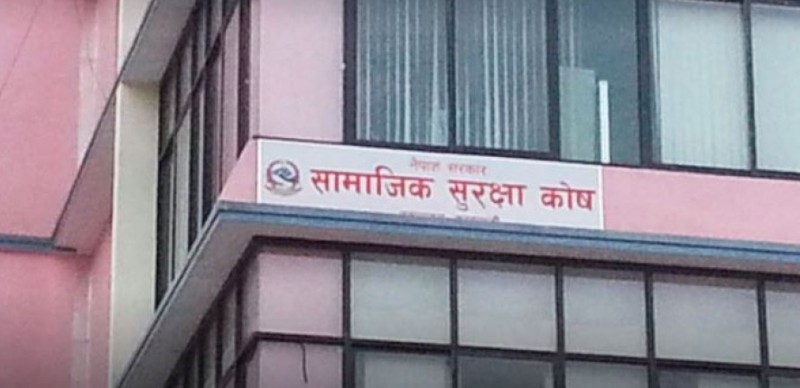 नेपाल सरकार
सामाजिक सुरक्षा कोष